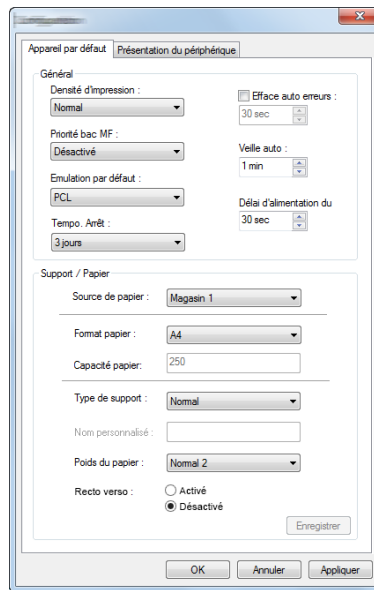 Appareil par défaut
Présentation du périphérique
Général
Densité d'impression :
Normal
Priorité bac MF :
Désactivé
Emulation par défaut :
PCL
Tempo. Arrêt :
3 jours
Efface auto erreurs :
30 sec
Veille auto :
1 min
Délai d'alimentation du
30 sec
Support / Papier
Source de papier :
Magasin 1
Format papier :
A4
Capacité papier:
250
Type de support :
Normal
Nom personnalisé :
Poids du papier :
Normal 2
Recto verso :
Activé
Désactivé
Enregistrer
OK
Annuler
Appliquer